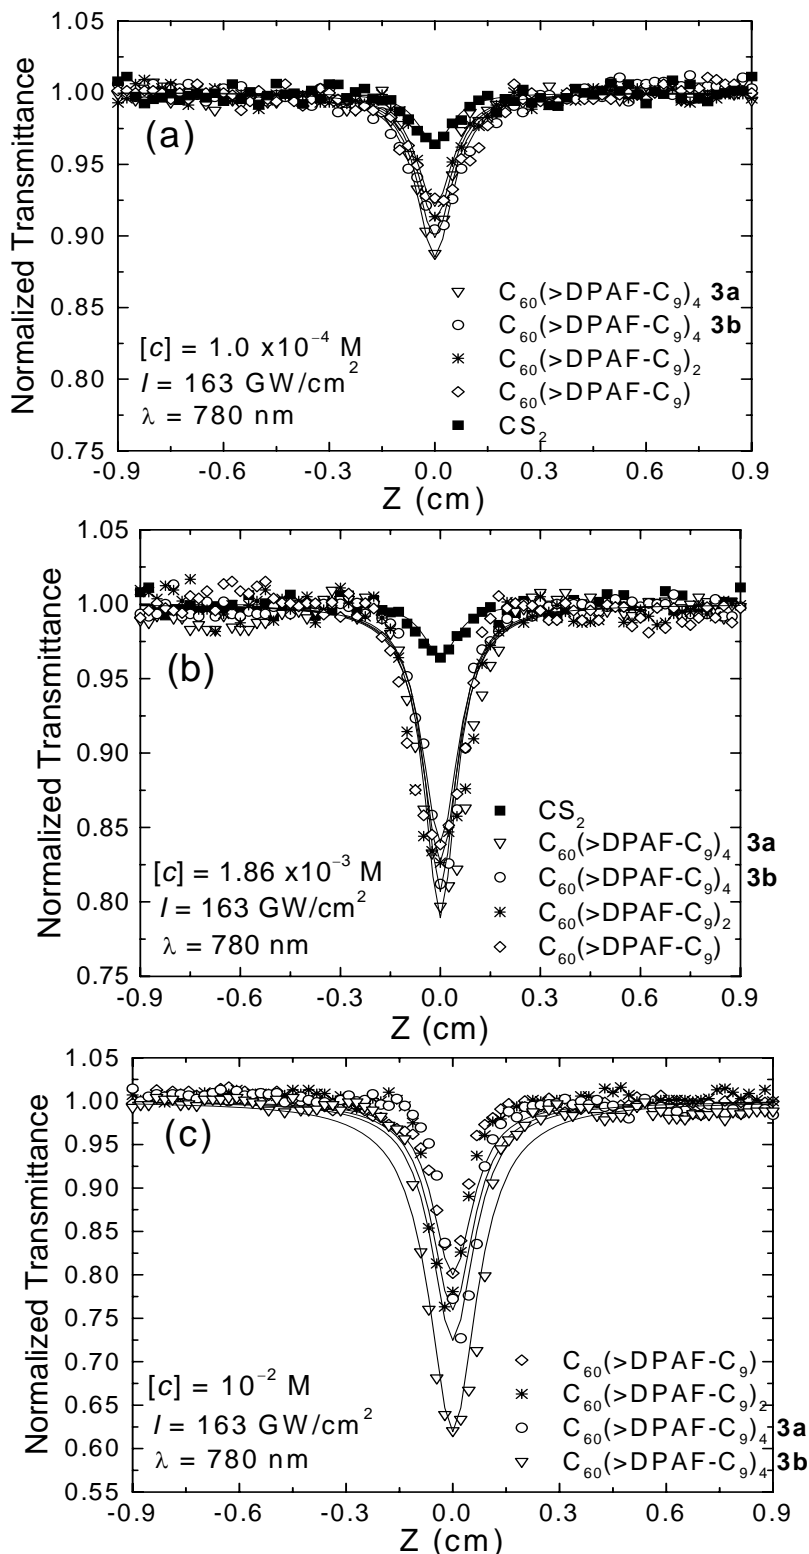 (a)
Normalized Transmittance
1.00
0.95
0.90
0.85
0.80
0.75
C₆₀(>DPAF-C₉)₄ 3a
C₆₀(>DPAF-C₉)₄ 3b
C₆₀(>DPAF-C₉)₂
C₆₀(>DPAF-C₉)
CS₂
[c] = 1.0 x10⁻⁴ M
I = 163 GW/cm²
λ = 780 nm
-0.9 -0.6 -0.3 0.0 0.3 0.6 0.9
Z (cm)
(b)
Normalized Transmittance
1.05
1.00
0.95
0.90
0.85
0.80
0.75
CS₂
C₆₀(>DPAF-C₉)₄ 3a
C₆₀(>DPAF-C₉)₄ 3b
C₆₀(>DPAF-C₉)₂
C₆₀(>DPAF-C₉)
[c] = 1.86 x10⁻³ M
I = 163 GW/cm²
λ = 780 nm
-0.9 -0.6 -0.3 0.0 0.3 0.6 0.9
Z (cm)
(c)
Normalized Transmittance
1.05
1.00
0.95
0.90
0.85
0.80
0.75
0.70
0.65
0.60
0.55
C₆₀(>DPAF-C₉)
C₆₀(>DPAF-C₉)₂
C₆₀(>DPAF-C₉)₄ 3a
C₆₀(>DPAF-C₉)₄ 3b
[c] = 10⁻² M
I = 163 GW/cm²
λ = 780 nm
-0.9 -0.6 -0.3 0.0 0.3 0.6 0.9
Z (cm)